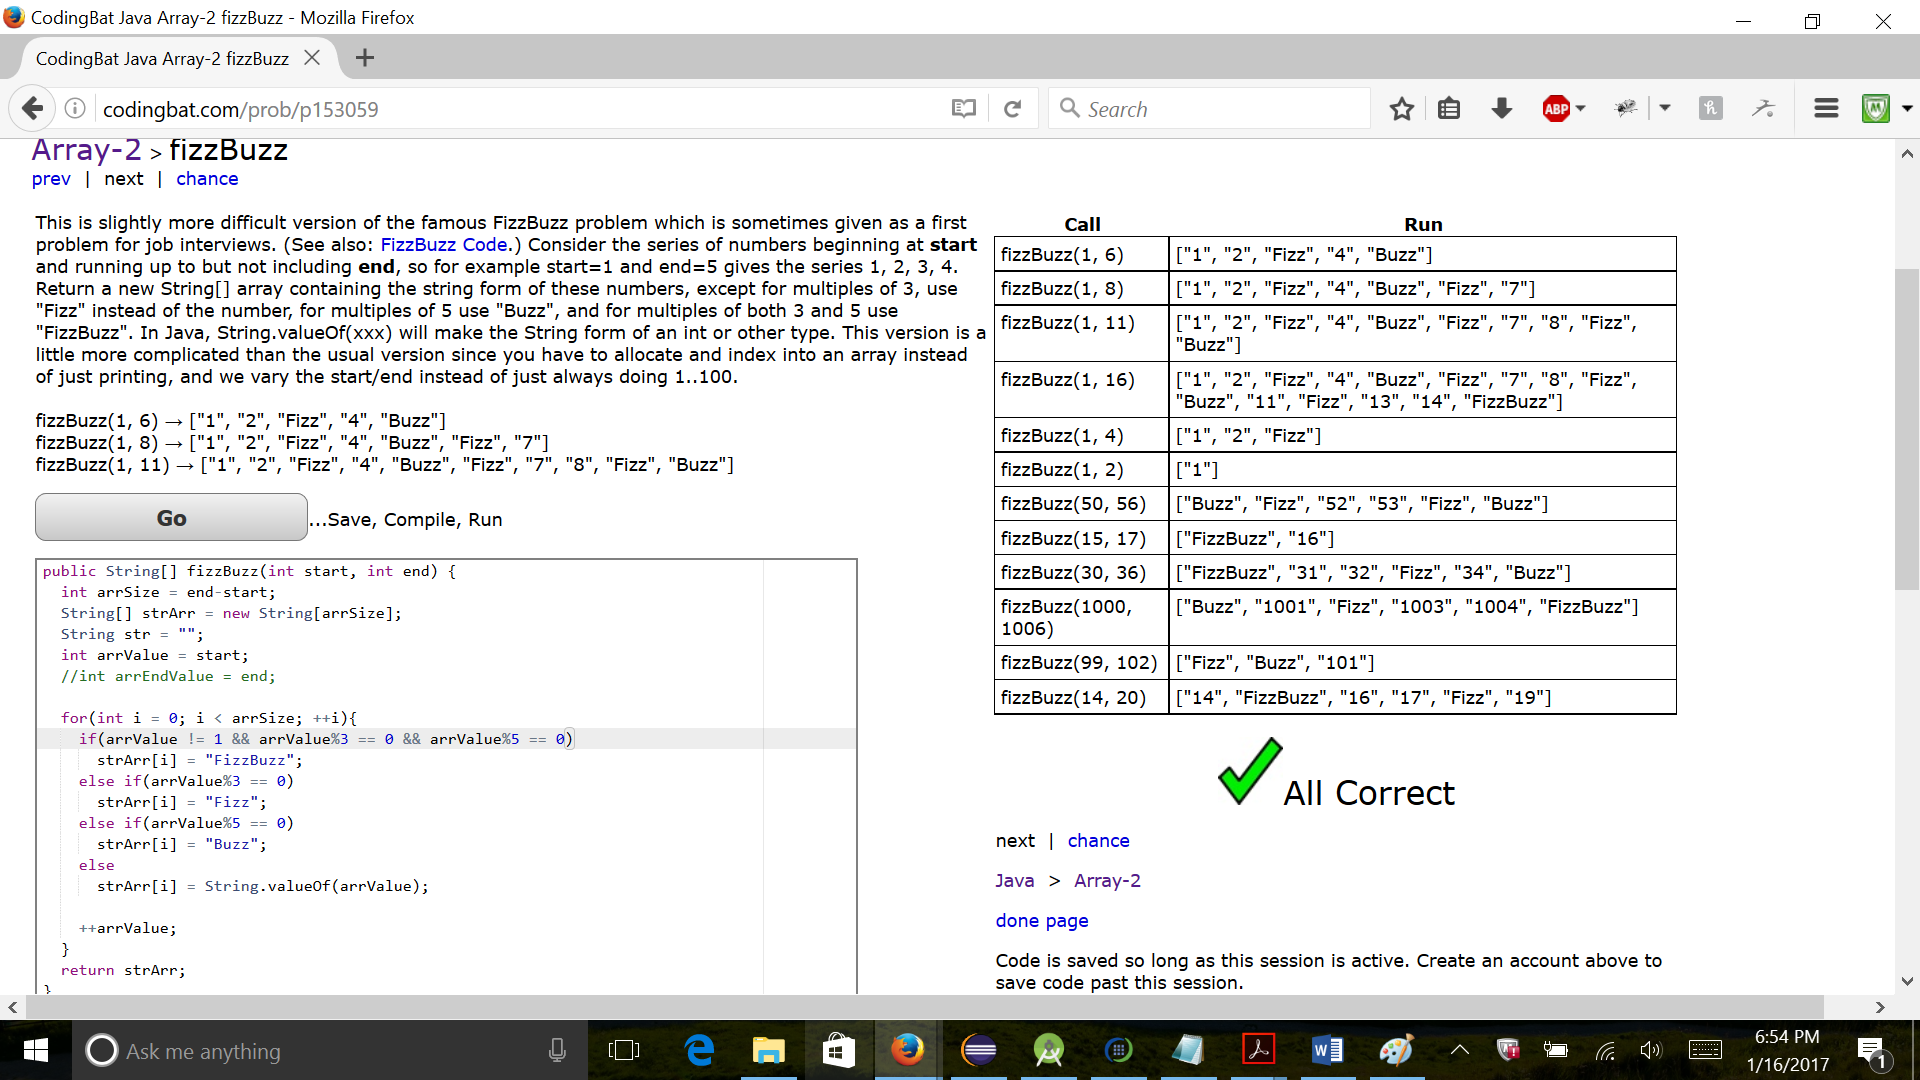 CodingBat Java Array-2 fizzBuzz - Mozilla Firefox
CodingBat Java Array-2 fizzBuzz
codingbat.com/prob/p153059
Search
ABP
h
M
Array-2 > fizzBuzz
prev | next | chance
This is slightly more difficult version of the famous FizzBuzz problem which is sometimes given as a first
problem for job interviews. (See also: FizzBuzz Code.) Consider the series of numbers beginning at start
and running up to but not including end, so for example start=1 and end=5 gives the series 1, 2, 3, 4.
Return a new String[] array containing the string form of these numbers, except for multiples of 3, use
"Fizz" instead of the number, for multiples of 5 use "Buzz", and for multiples of both 3 and 5 use
"FizzBuzz". In Java, String.valueOf(xxx) will make the String form of an int or other type. This version is a
little more complicated than the usual version since you have to allocate and index into an array instead
of just printing, and we vary the start/end instead of just always doing 1..100.
fizzBuzz(1, 6) → ["1", "2", "Fizz", "4", "Buzz"]
fizzBuzz(1, 8) → ["1", "2", "Fizz", "4", "Buzz", "Fizz", "7"]
fizzBuzz(1, 11) → ["1", "2", "Fizz", "4", "Buzz", "Fizz", "7", "8", "Fizz", "Buzz"]
Go
...Save, Compile, Run
public String[] fizzBuzz(int start, int end) {
int arrSize = end-start;
String[] strArr = new String[arrSize];
String str = "";
int arrValue = start;
//int arrEndValue = end;
for(int i = 0; i < arrSize; ++i){
if(arrValue != 1 && arrValue%3 == 0 && arrValue%5 == 0)
strArr[i] = "FizzBuzz";
else if(arrValue%3 == 0)
strArr[i] = "Fizz";
else if(arrValue%5 == 0)
strArr[i] = "Buzz";
else
strArr[i] = String.valueOf(arrValue);
++arrValue;
}
return strArr;
}
Call Run
fizzBuzz(1, 6) ["1", "2", "Fizz", "4", "Buzz"]
fizzBuzz(1, 8) ["1", "2", "Fizz", "4", "Buzz", "Fizz", "7"]
fizzBuzz(1, 11) ["1", "2", "Fizz", "4", "Buzz", "Fizz", "7", "8", "Fizz",
"Buzz"]
fizzBuzz(1, 16) ["1", "2", "Fizz", "4", "Buzz", "Fizz", "7", "8", "Fizz",
"Buzz", "11", "Fizz", "13", "14", "FizzBuzz"]
fizzBuzz(1, 4) ["1", "2", "Fizz"]
fizzBuzz(1, 2) ["1"]
fizzBuzz(50, 56) ["Buzz", "Fizz", "52", "53", "Fizz", "Buzz"]
fizzBuzz(15, 17) ["FizzBuzz", "16"]
fizzBuzz(30, 36) ["FizzBuzz", "31", "32", "Fizz", "34", "Buzz"]
fizzBuzz(1000, ["Buzz", "1001", "Fizz", "1003", "1004", "FizzBuzz"]
1006)
fizzBuzz(99, 102) ["Fizz", "Buzz", "101"]
fizzBuzz(14, 20) ["14", "FizzBuzz", "16", "17", "Fizz", "19"]
All Correct
next | chance
Java > Array-2
done page
Code is saved so long as this session is active. Create an account above to
save code past this session.
Ask me anything
6:54 PM
1/16/2017
1